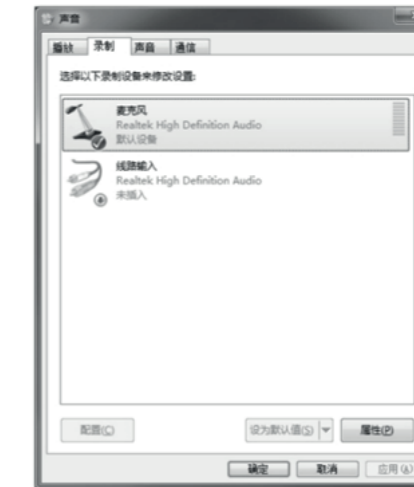 声音
播放 录制 声音 通信
选择以下录制设备来修改设置:
麦克风
Realtek High Definition Audio
默认设备
线路输入
Realtek High Definition Audio
未插入
配置(C) 设为默认值(S) 属性(P)
确定 取消 应用(A)